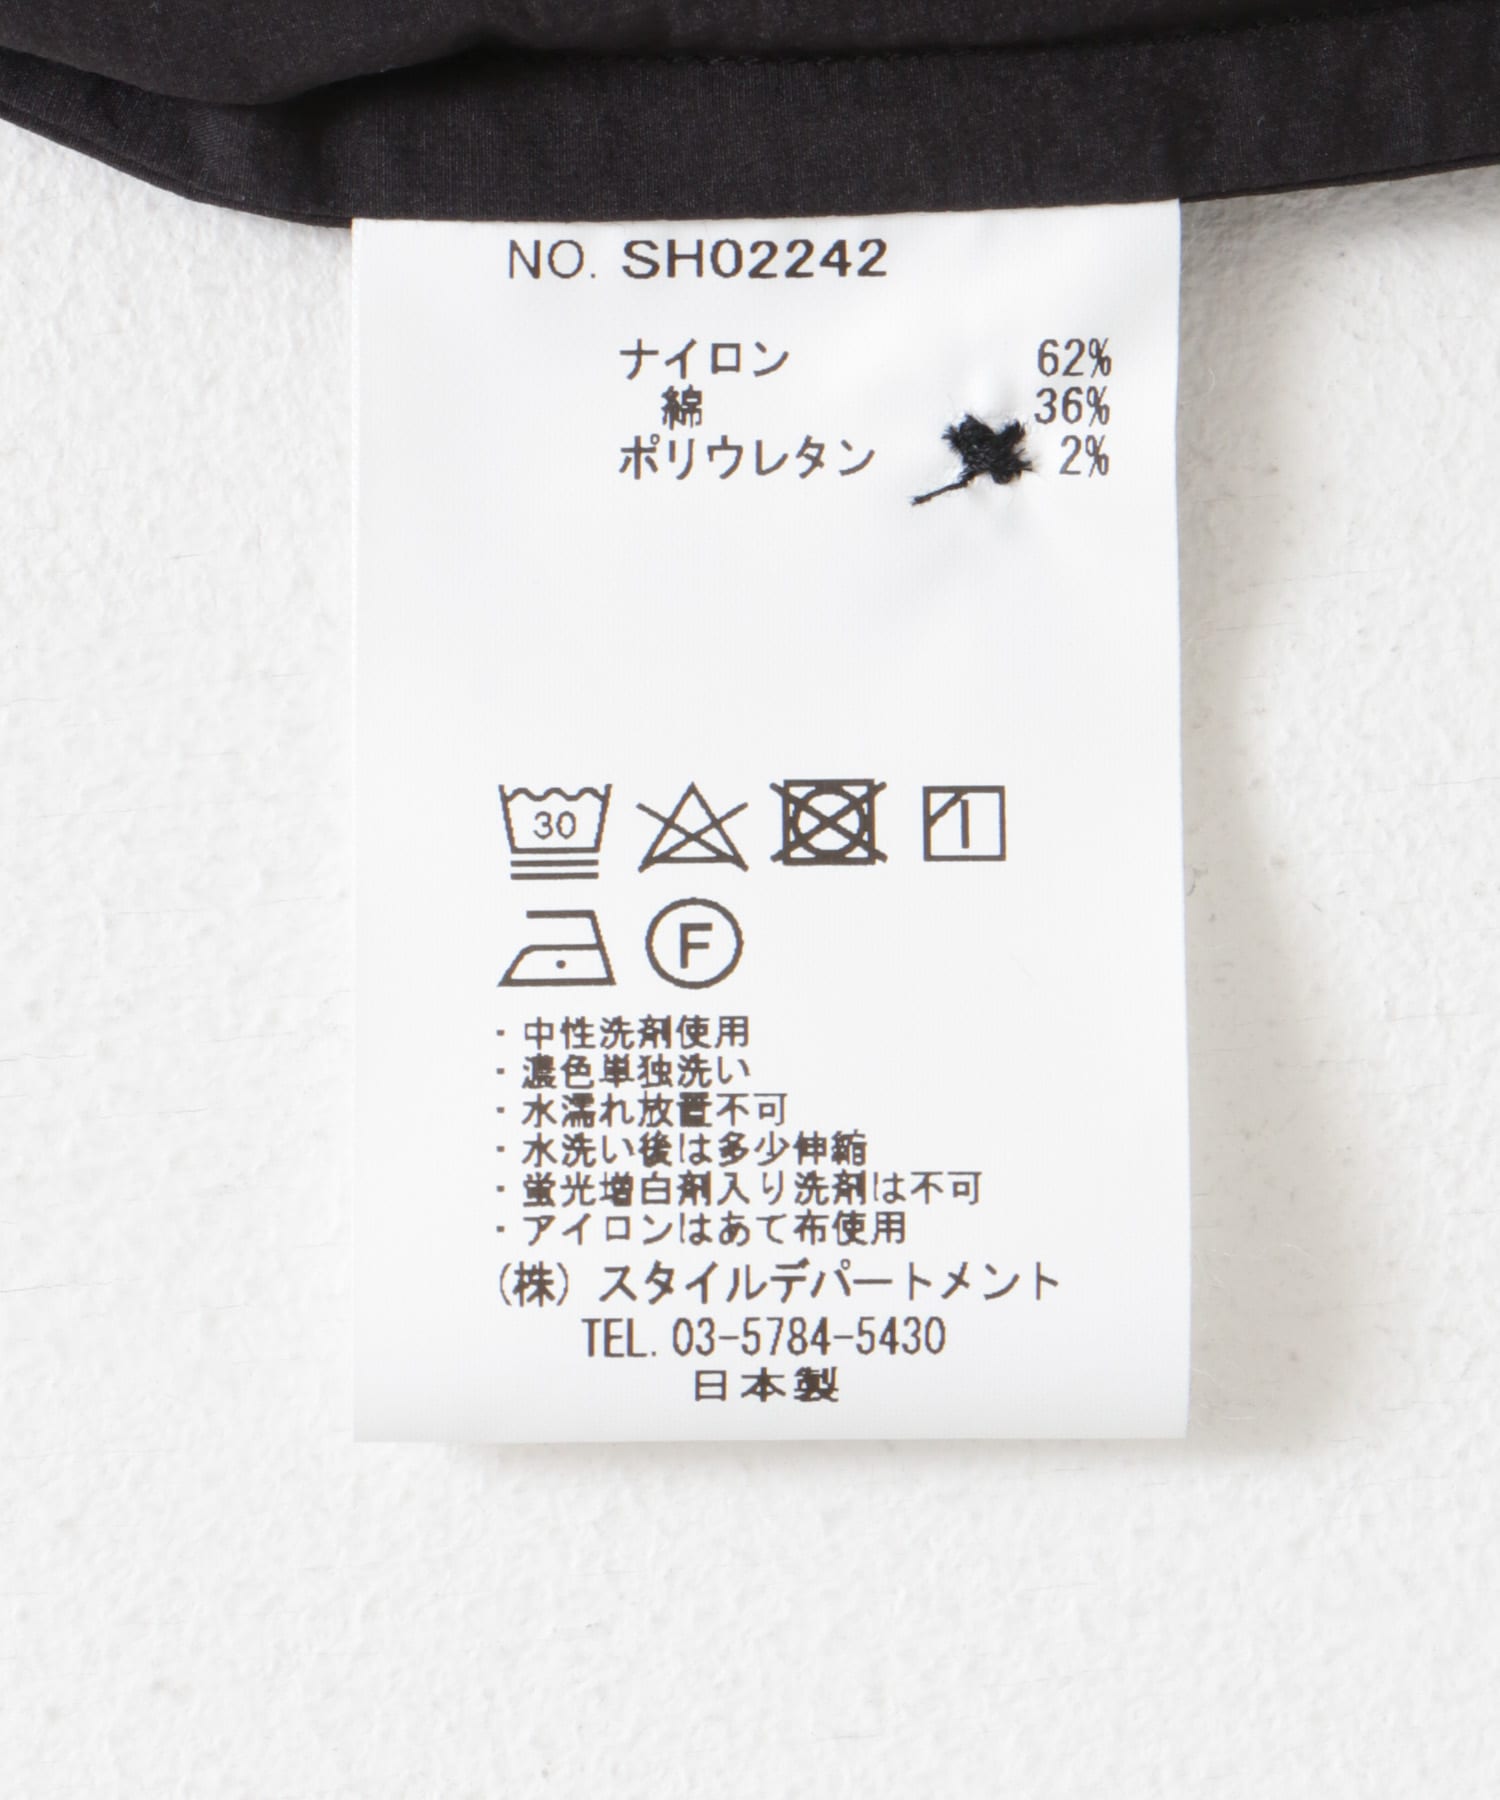 NO. SH02242
ナイロン 62%
綿 36%
ポリウレタン 2%
30
F
・中性洗剤使用
・濃色単独洗い
・水濡れ放置不可
・水洗い後は多少伸縮
・蛍光増白剤入り洗剤は不可
・アイロンはあて布使用
(株) スタイルデパートメント
TEL. 03-5784-5430
日本製